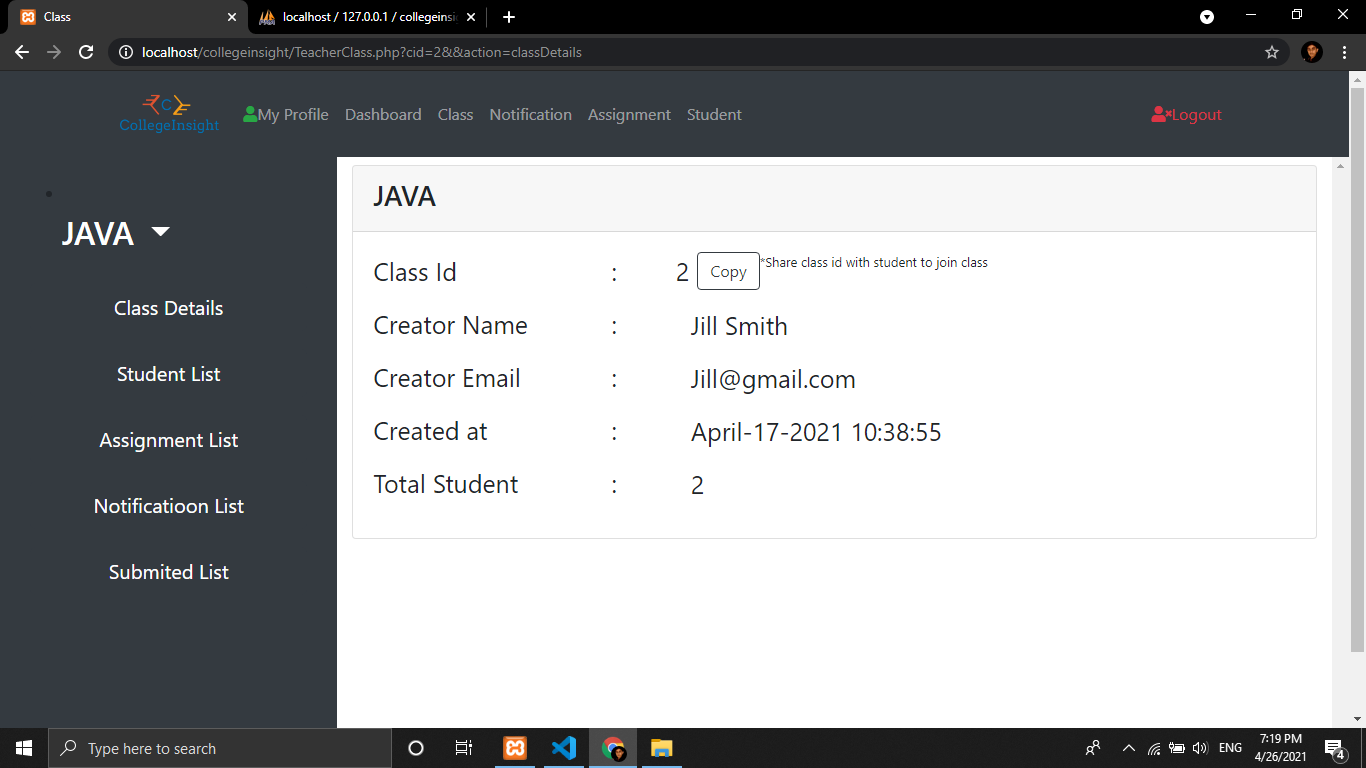 Class
localhost / 127.0.0.1 / collegeinsi
localhost/collegeinsight/TeacherClass.php?cid=2&&action=classDetails
C
CollegeInsight
My Profile
Dashboard
Class
Notification
Assignment
Student
Logout
JAVA
Class Details
Student List
Assignment List
Notificatioon List
Submited List
JAVA
Class Id : 2 Copy *Share class id with student to join class
Creator Name : Jill Smith
Creator Email : Jill@gmail.com
Created at : April-17-2021 10:38:55
Total Student : 2
Type here to search
ENG
7:19 PM
4/26/2021
4